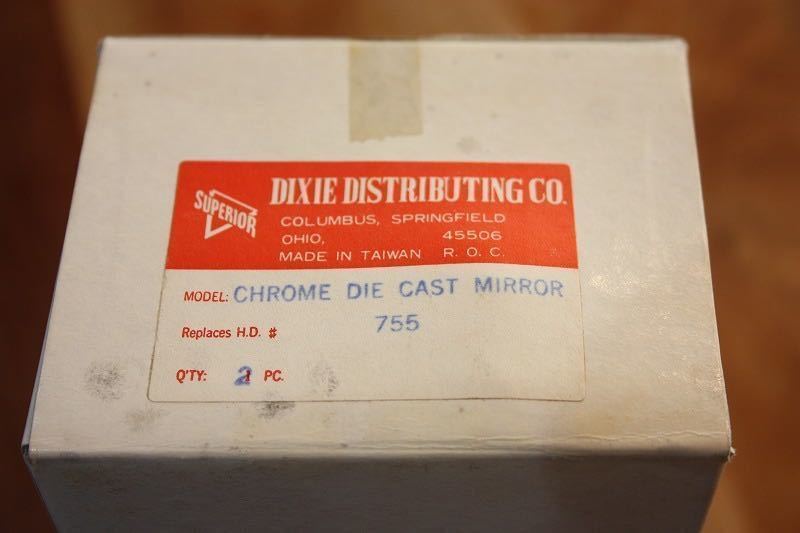 SUPERIOR
DIXIE DISTRIBUTING CO.
COLUMBUS, SPRINGFIELD
OHIO, 45506
MADE IN TAIWAN R. O. C.
MODEL: CHROME DIE CAST MIRROR
Replaces H.D. # 755
Q'TY: 2 PC.